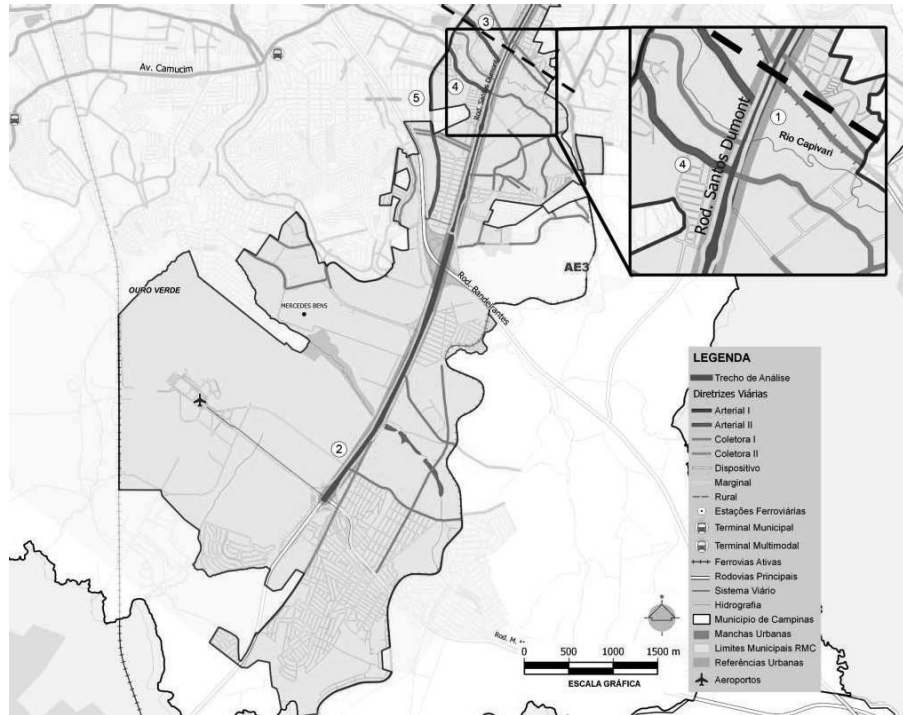 3
Av. Camucim
Rod. Santos Dumont
4
5
1
Rio Capivari
4
Rod. Santos Dumont
AE3
Rod. Bandeirantes
OURO VERDE
MERCEDES BENS
2
LEGENDA
Trecho de Análise
Diretrizes Viárias
Arterial I
Arterial II
Coletora I
Coletora II
Dispositivo
Marginal
Rural
Estações Ferroviárias
Terminal Municipal
Terminal Multimodal
Ferrovias Ativas
Rodovias Principais
Sistema Viário
Hidrografia
Municipio de Campinas
Manchas Urbanas
Limites Municipais RMC
Referências Urbanas
Aeroportos
Rod. M.
0 500 1000 1500 m
ESCALA GRÁFICA